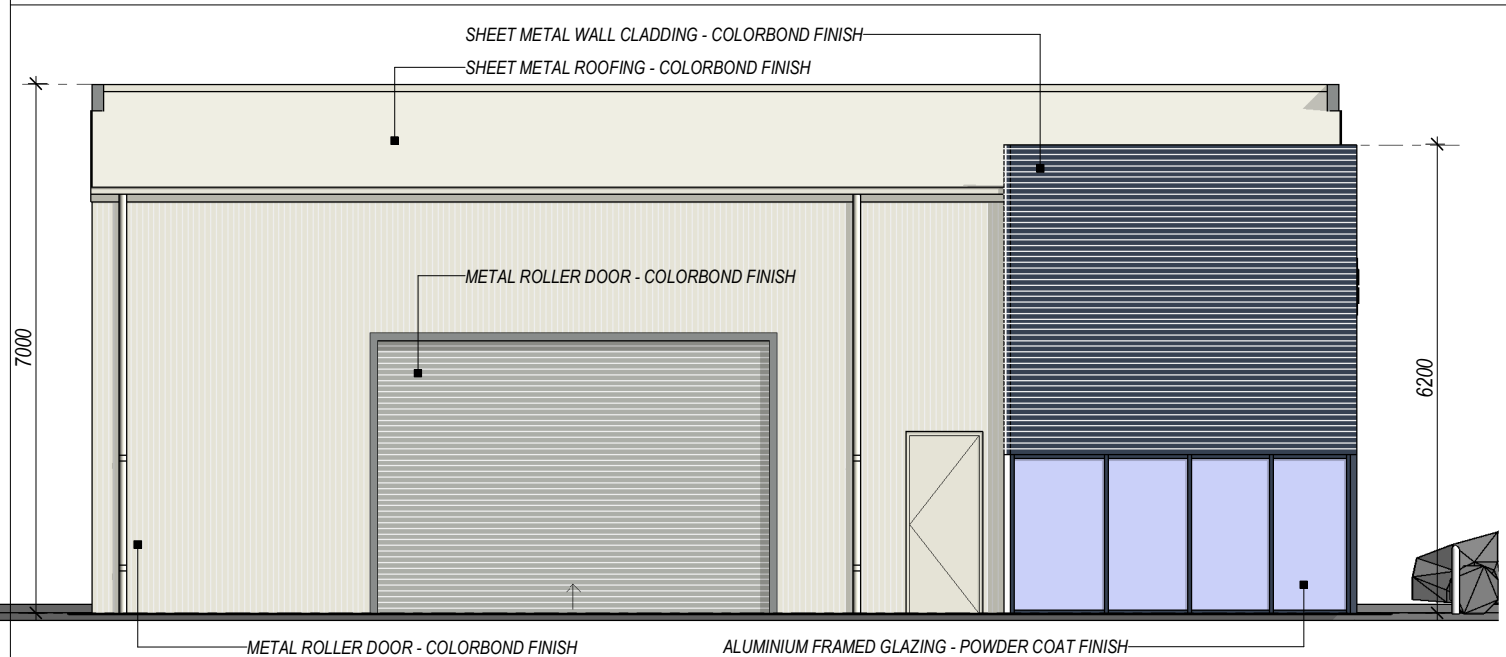 SHEET METAL WALL CLADDING - COLORBOND FINISH
SHEET METAL ROOFING - COLORBOND FINISH
METAL ROLLER DOOR - COLORBOND FINISH
7000
6200
METAL ROLLER DOOR - COLORBOND FINISH
ALUMINIUM FRAMED GLAZING - POWDER COAT FINISH